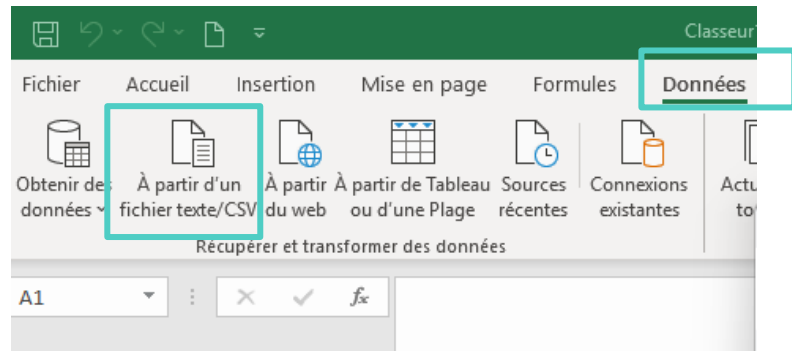 Classeur
Fichier Accueil Insertion Mise en page Formules Données
Obtenir des données
À partir d'un fichier texte/CSV
À partir du web
À partir de Tableau ou d'une Plage
Sources récentes
Connexions existantes
Récupérer et transformer des données
A1 fx